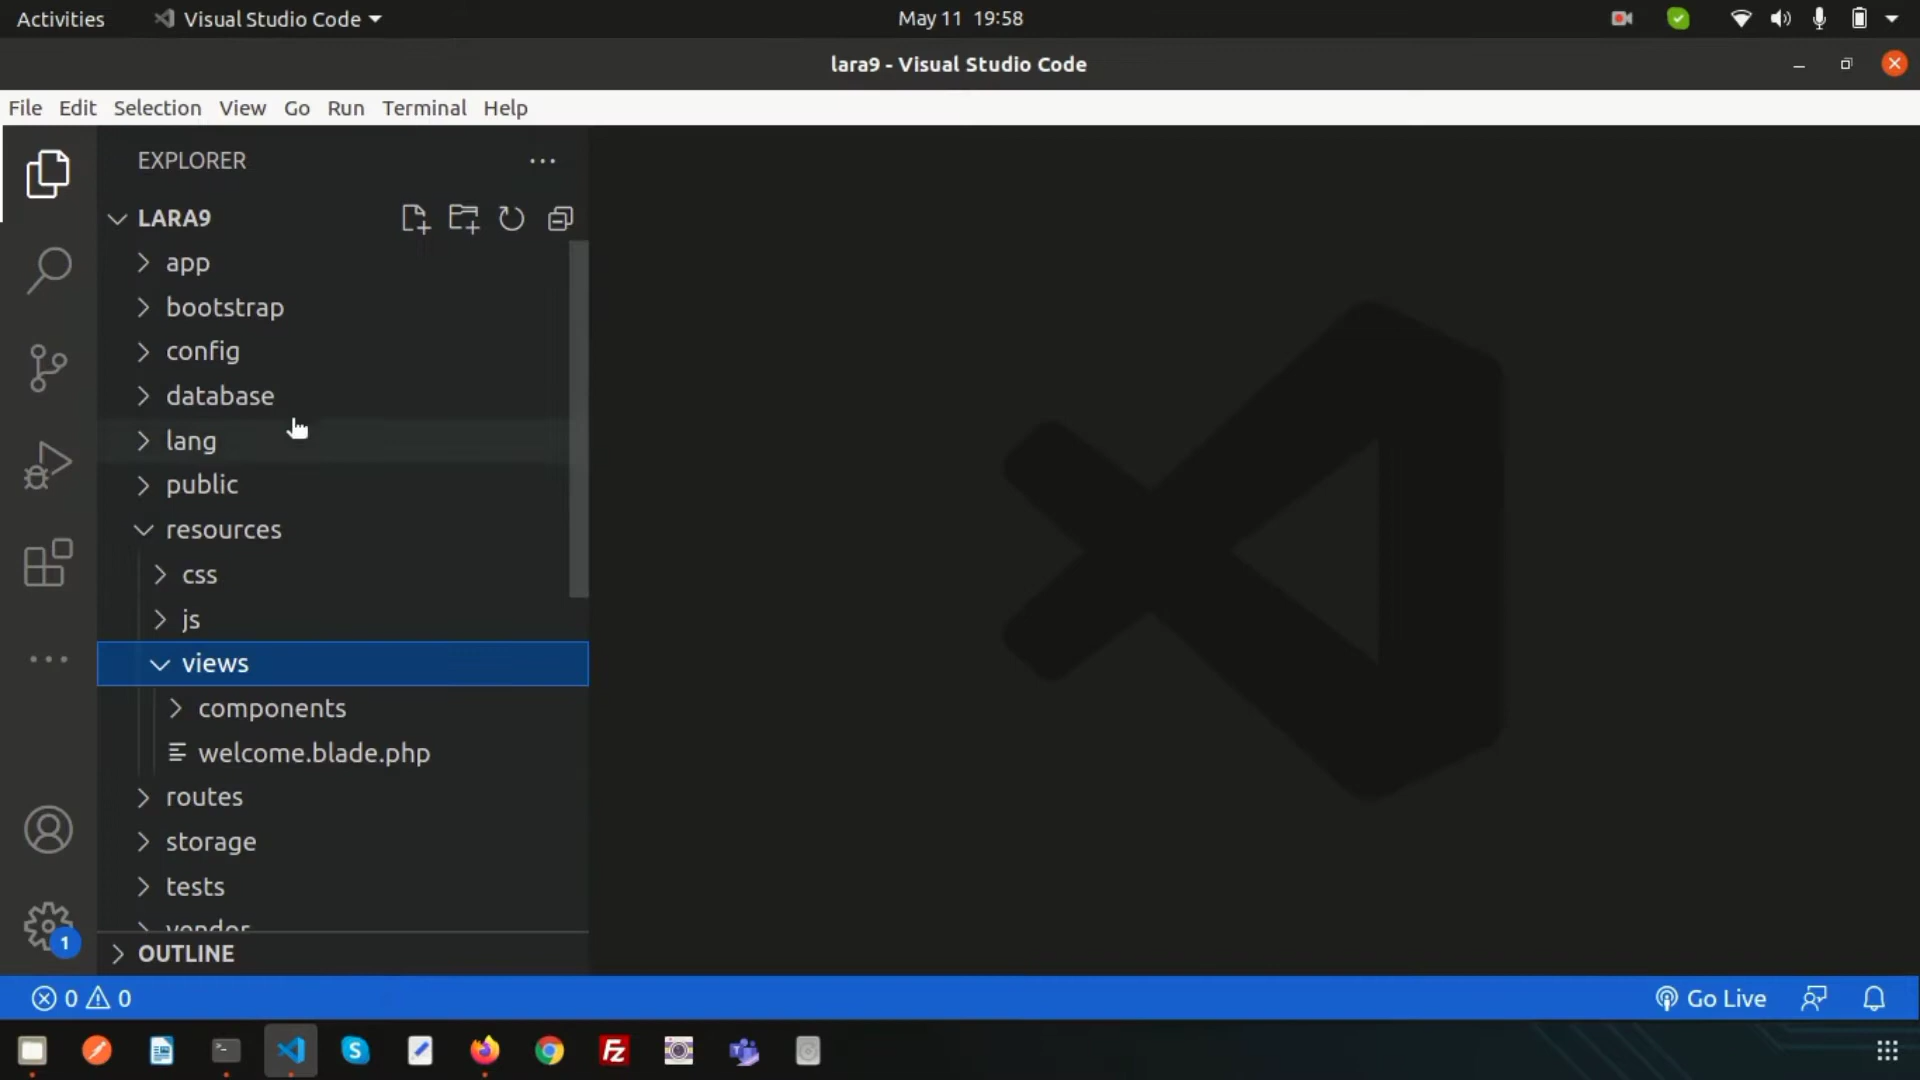 Activities Visual Studio Code May 11 19:58
lara9 - Visual Studio Code
File Edit Selection View Go Run Terminal Help
EXPLORER
LARA9
app
bootstrap
config
database
lang
public
resources
css
js
views
components
welcome.blade.php
routes
storage
tests
vendor
OUTLINE
1
0 0 Go Live